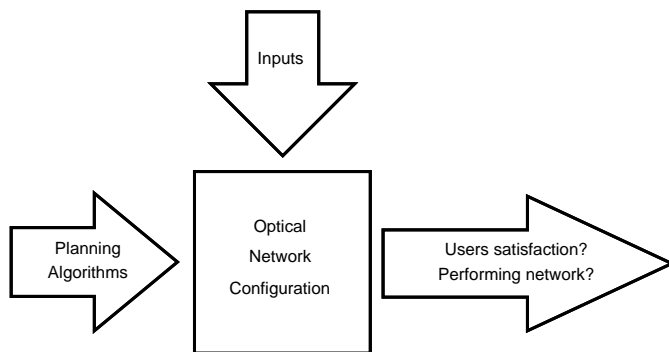 Inputs
Planning
Algorithms
Optical
Network
Configuration
Users satisfaction?
Performing network?